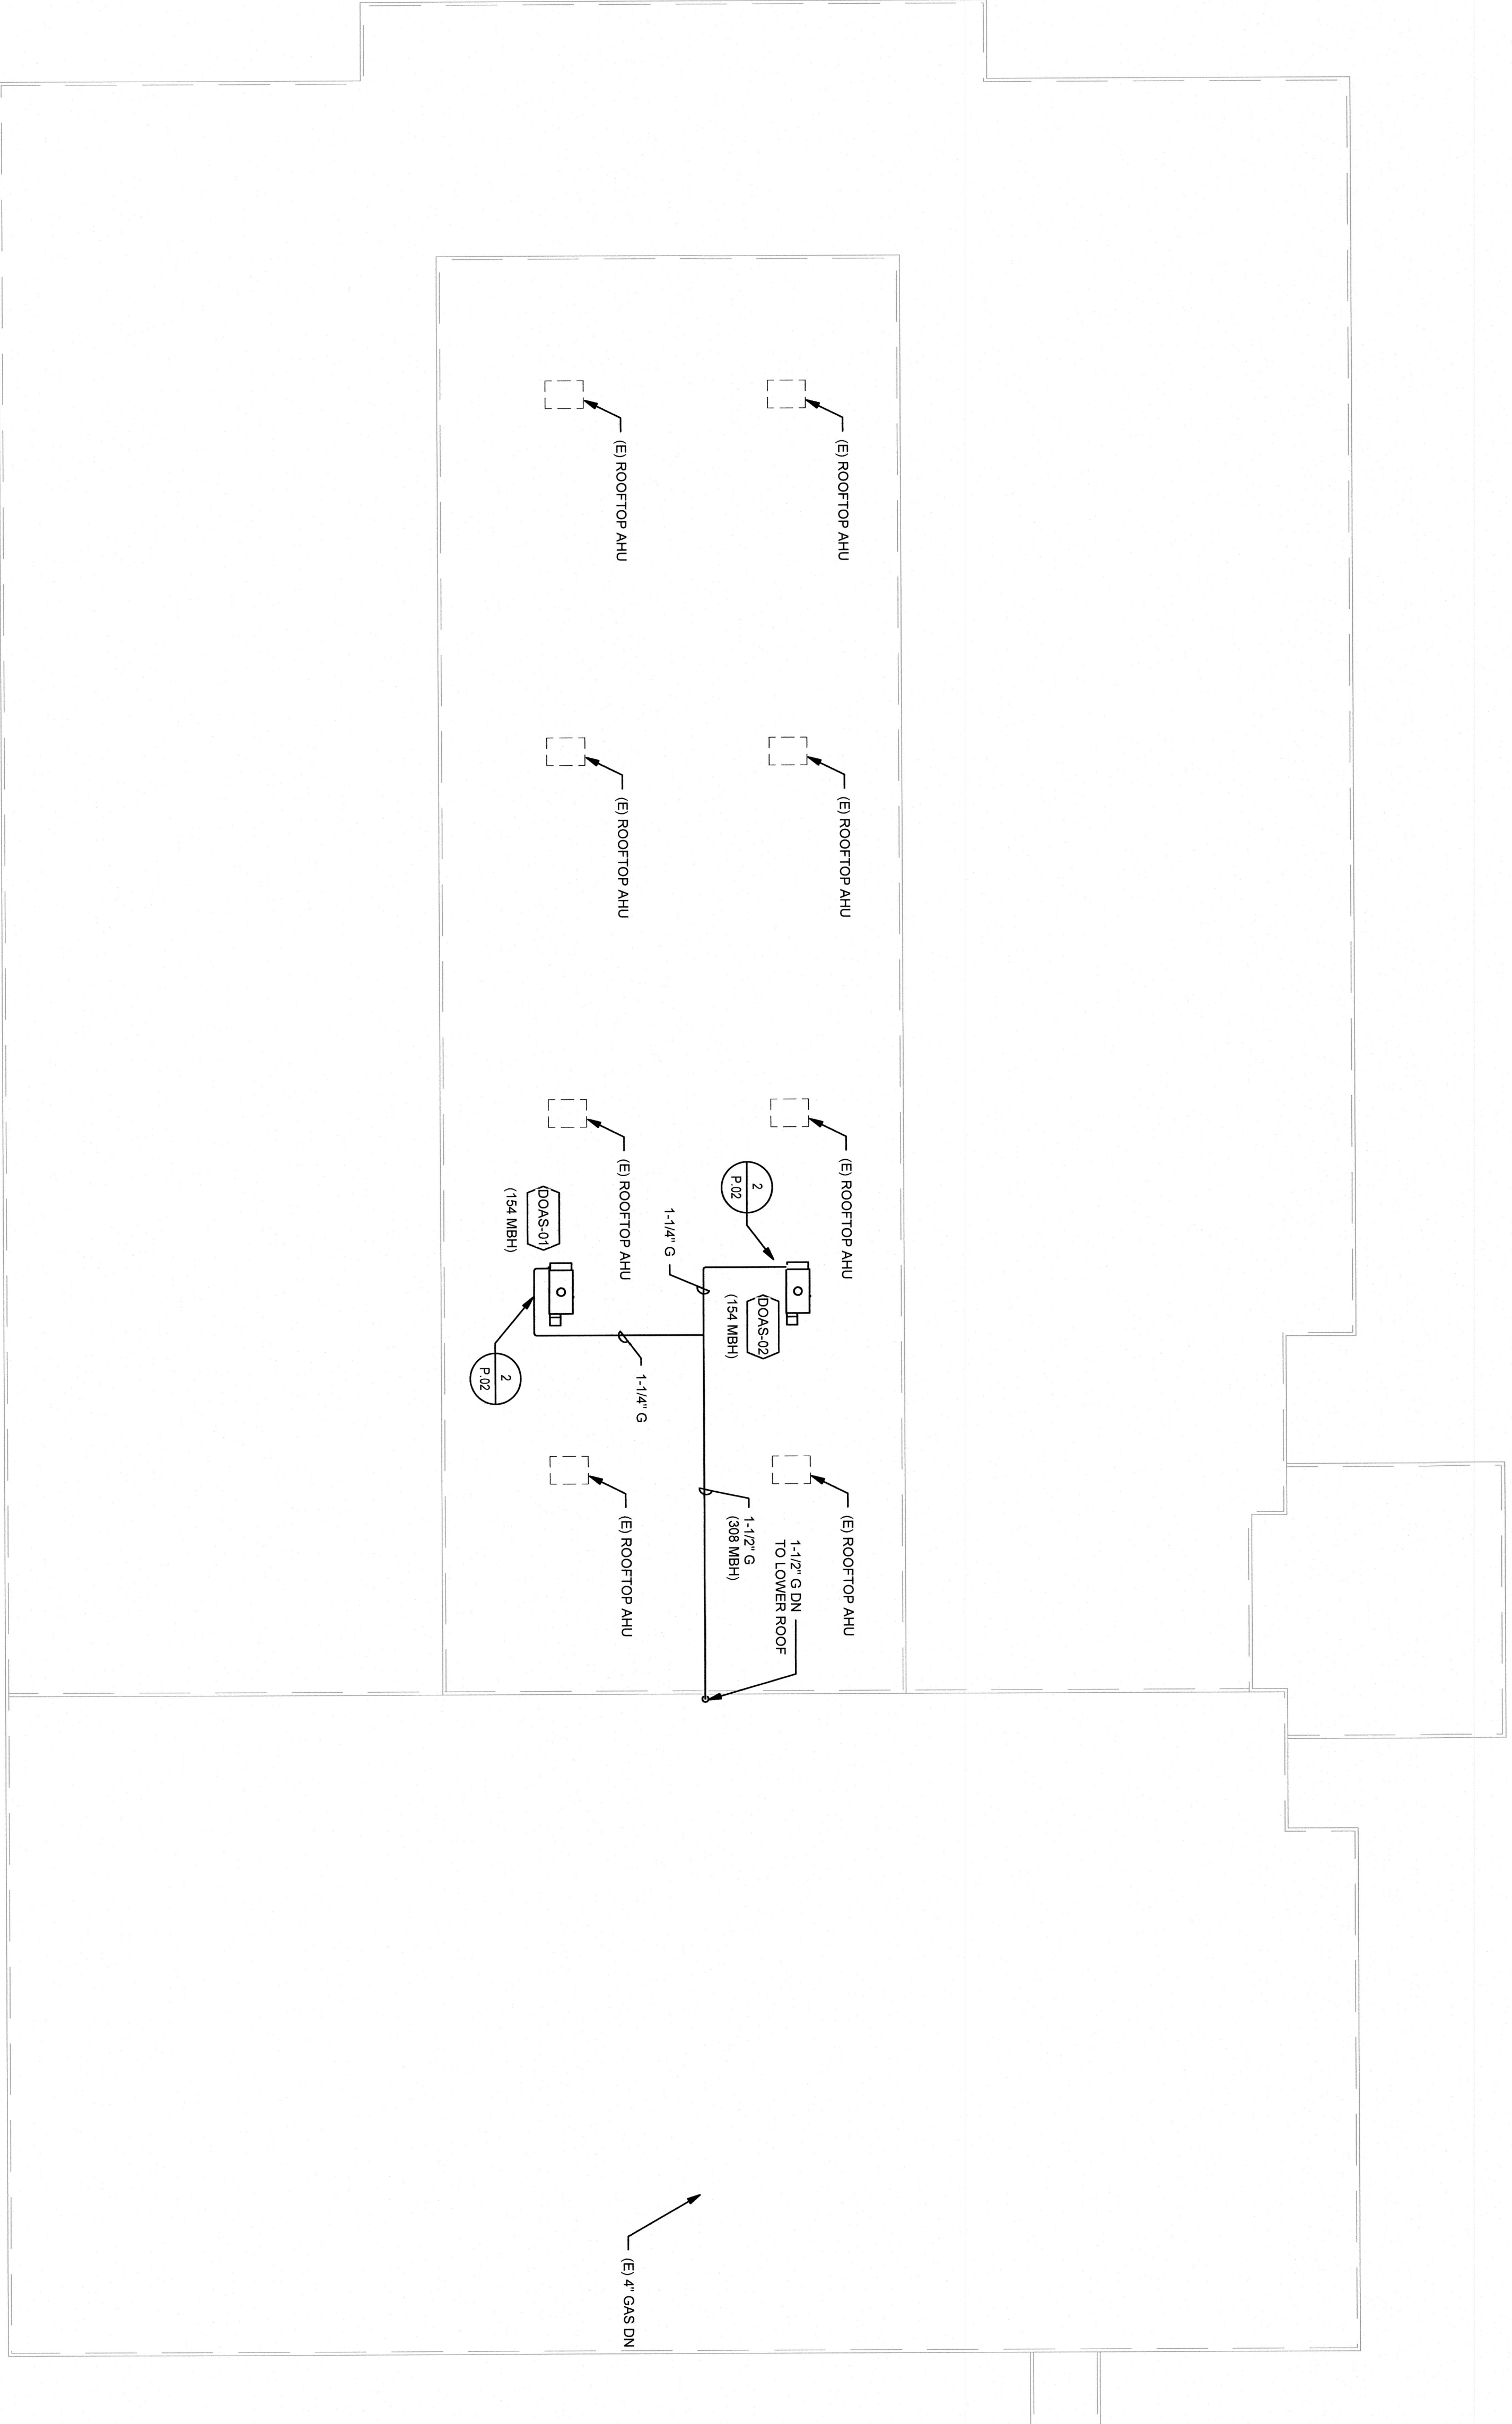 (E) ROOFTOP AHU
(E) ROOFTOP AHU
(E) ROOFTOP AHU
(E) ROOFTOP AHU
2
P.02
DOAS-02
(154 MBH)
1-1/2" G DN
TO LOWER ROOF
1-1/2" G
(308 MBH)
1-1/4" G
(E) ROOFTOP AHU
(E) ROOFTOP AHU
(E) ROOFTOP AHU
(E) ROOFTOP AHU
1-1/4" G
DOAS-01
(154 MBH)
2
P.02
(E) 4" GAS DN